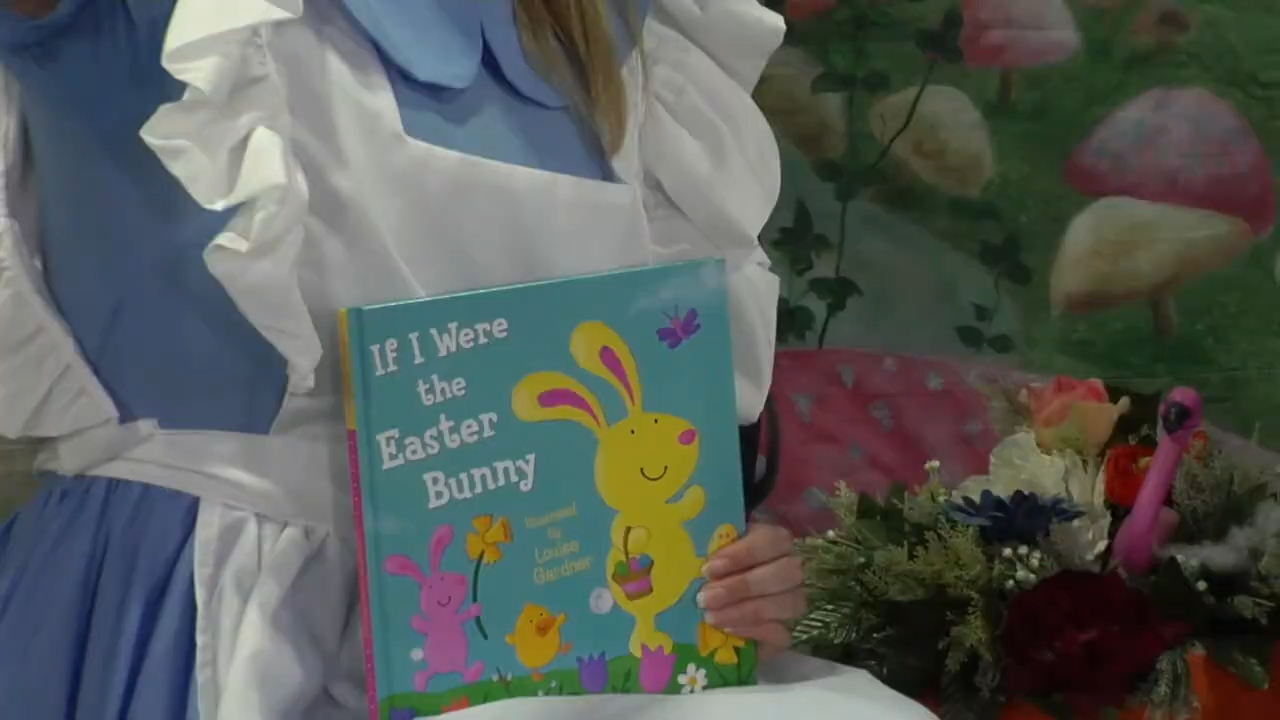 If I Were
the
Easter
Bunny
Illustrated
by
Louise
Gardner